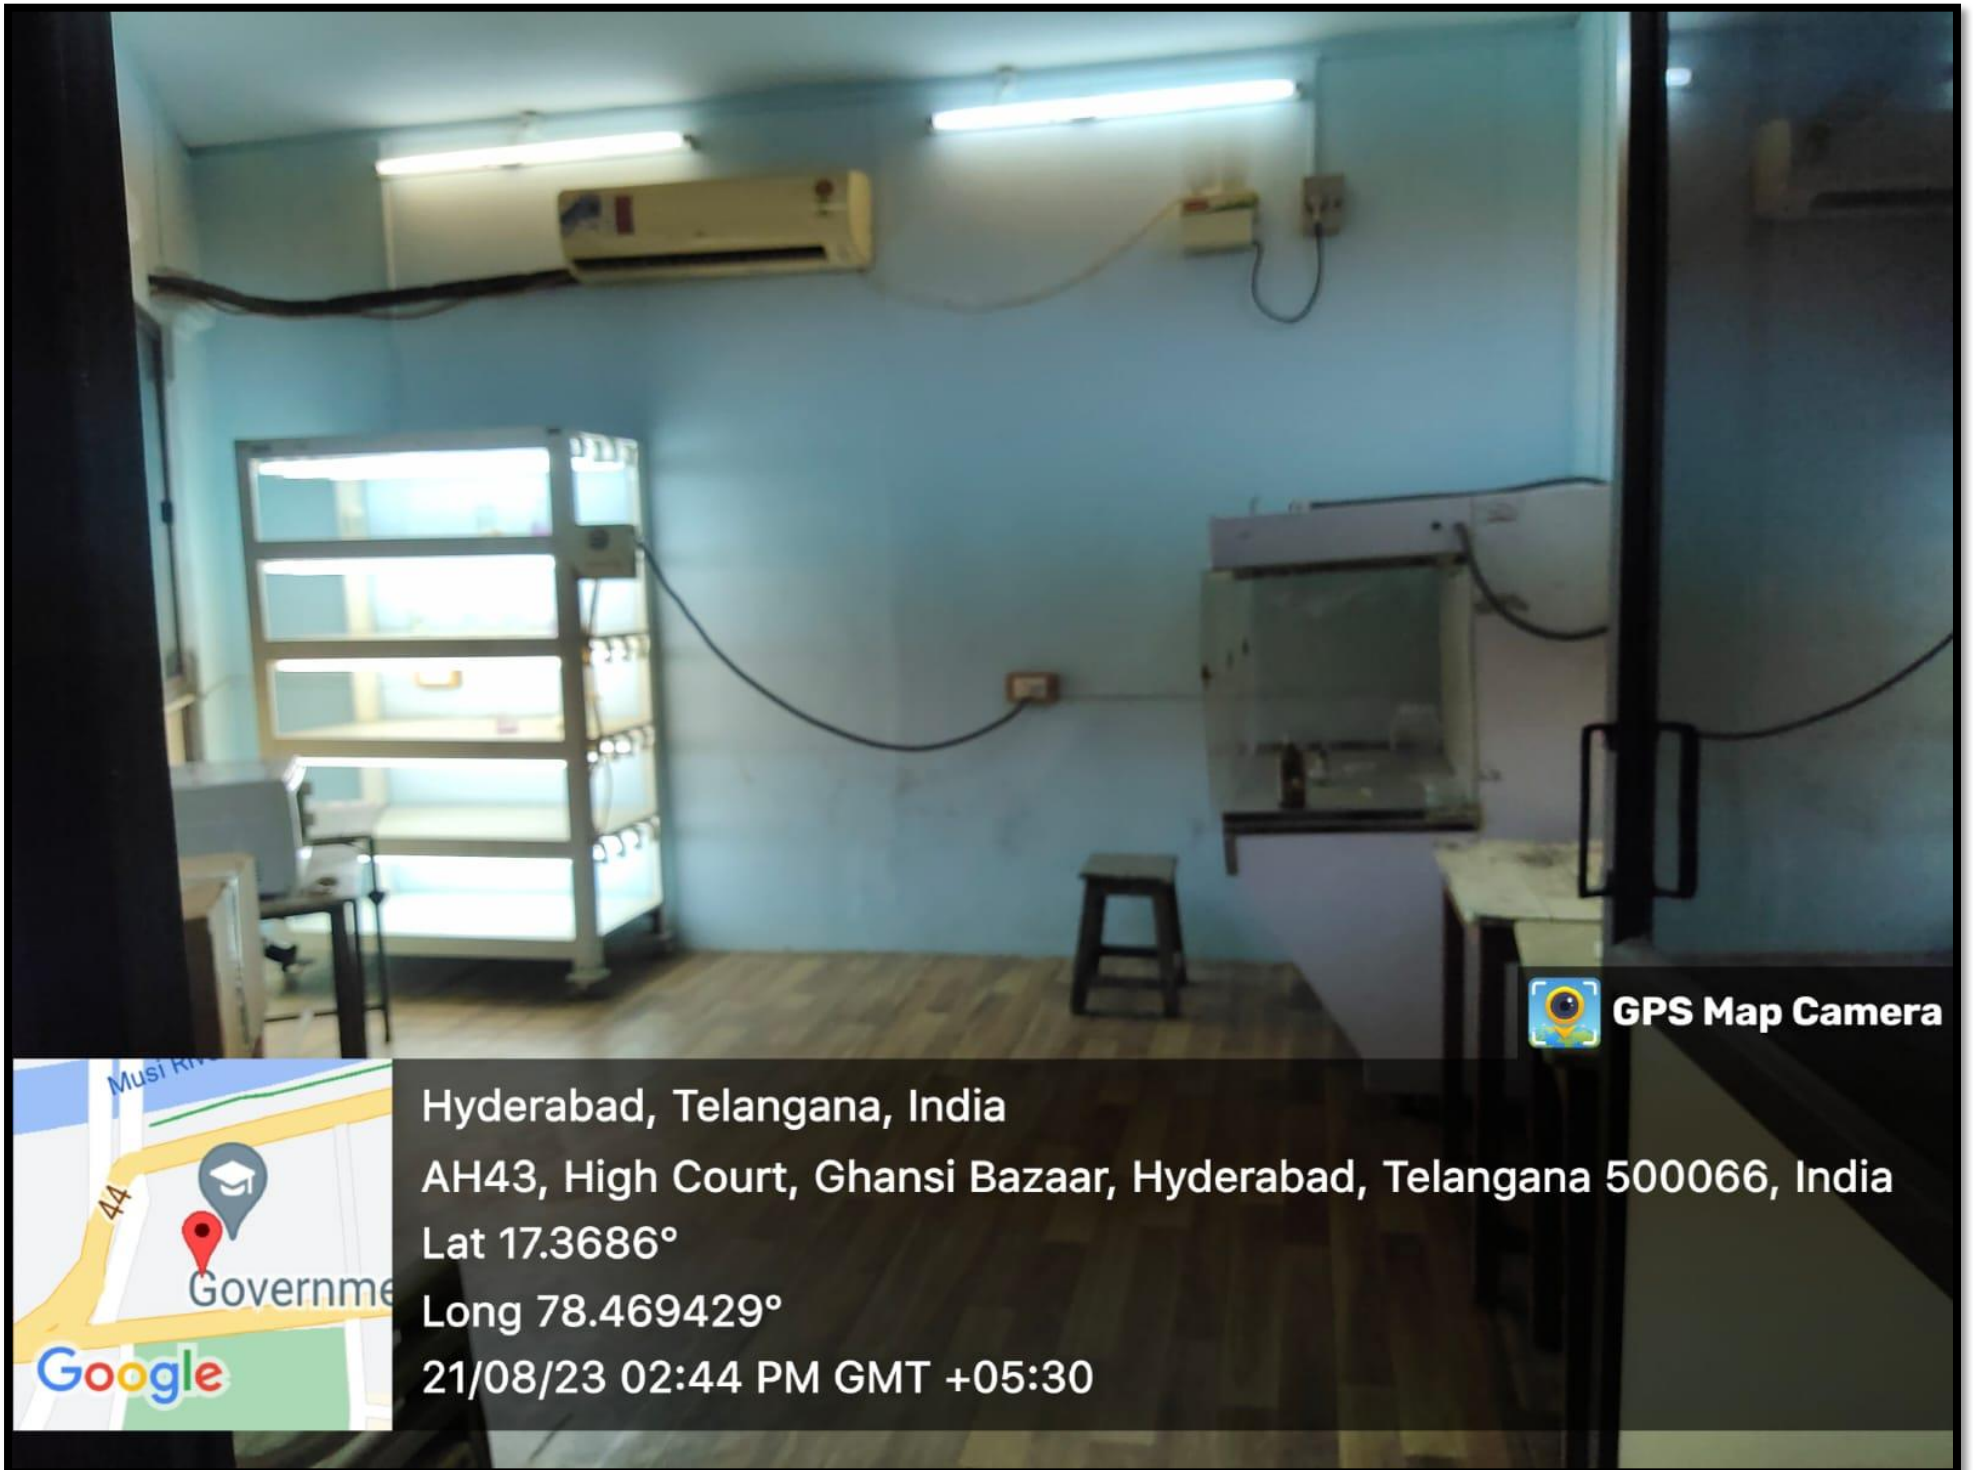 GPS Map Camera
Musi
44
Governme
Google
Hyderabad, Telangana, India
AH43, High Court, Ghansi Bazaar, Hyderabad, Telangana 500066, India
Lat 17.3686°
Long 78.469429°
21/08/23 02:44 PM GMT +05:30